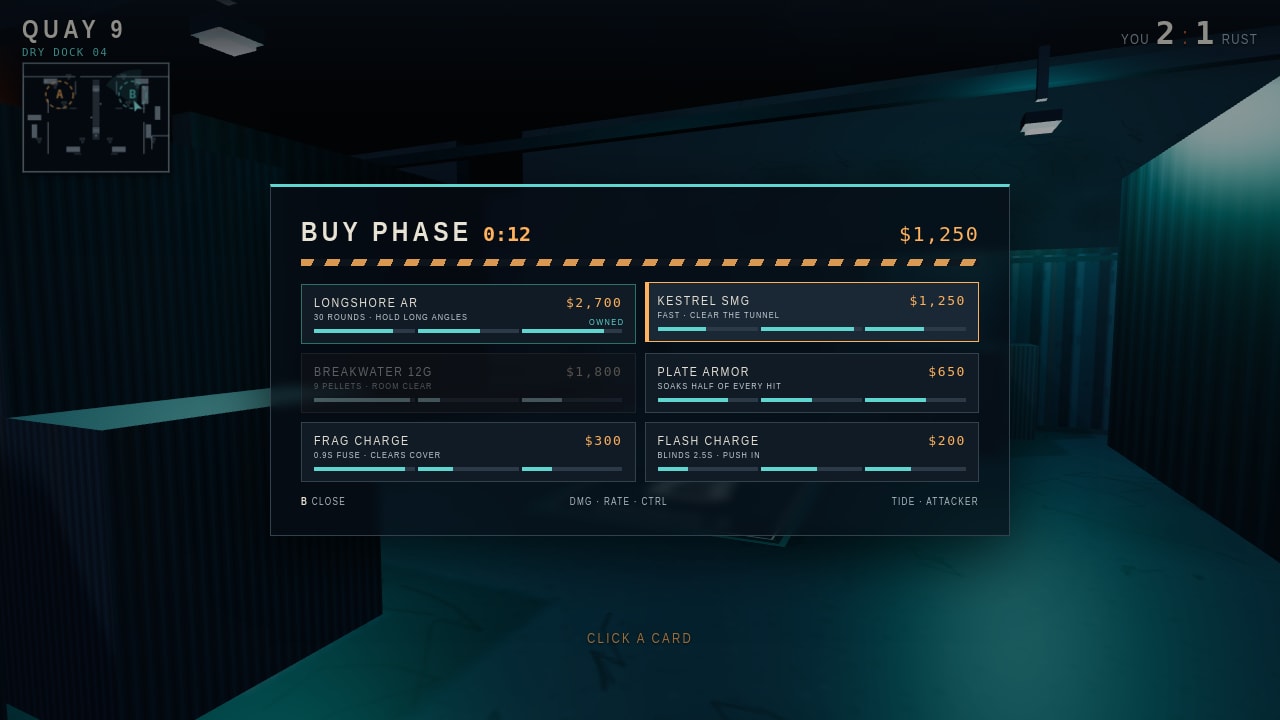 QUAY 9
DRY DOCK 04
A
B
YOU 2 : 1 RUST
BUY PHASE 0:12
$1,250
LONGSHORE AR $2,700
30 ROUNDS · HOLD LONG ANGLES
OWNED
KESTREL SMG $1,250
FAST · CLEAR THE TUNNEL
BREAKWATER 12G $1,800
9 PELLETS · ROOM CLEAR
PLATE ARMOR $650
SOAKS HALF OF EVERY HIT
FRAG CHARGE $300
0.9S FUSE · CLEARS COVER
FLASH CHARGE $200
BLINDS 2.5S · PUSH IN
B CLOSE
DMG · RATE · CTRL
TIDE · ATTACKER
CLICK A CARD